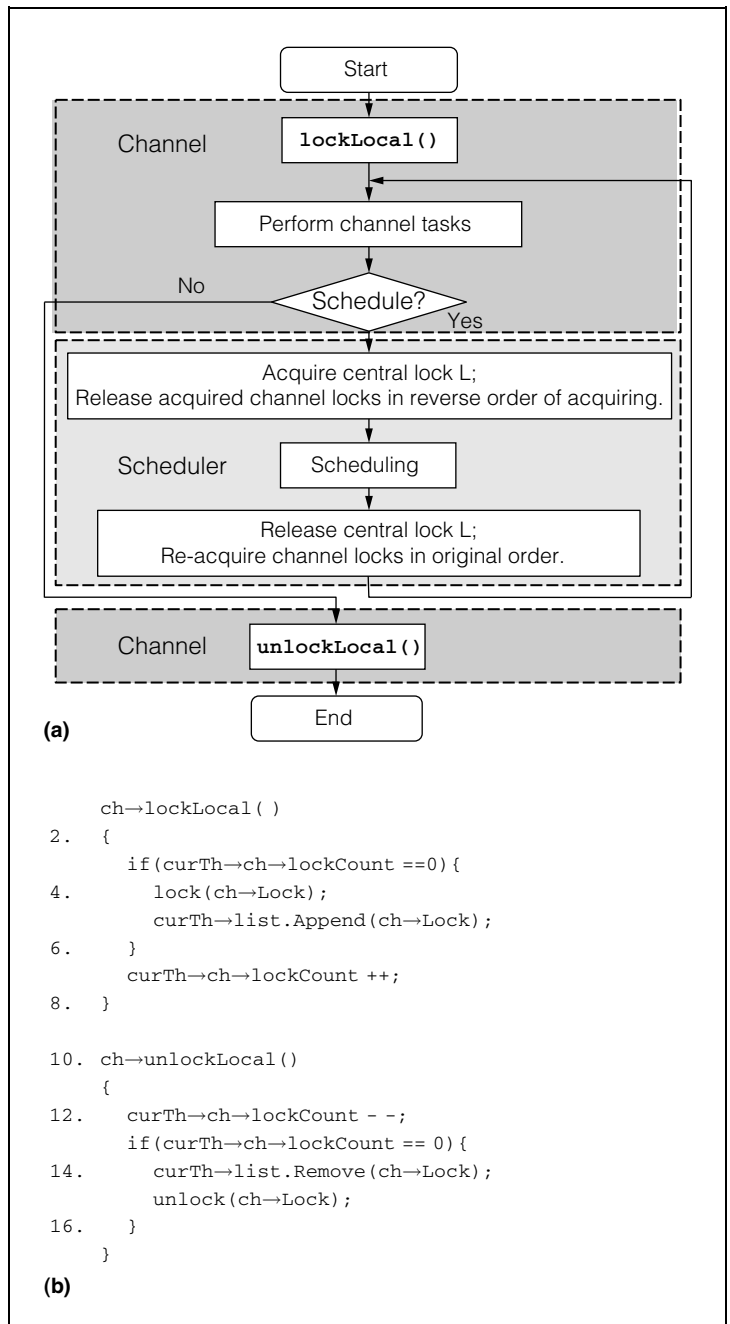 Start
Channel
lockLocal()
Perform channel tasks
No
Schedule?
Yes
Acquire central lock L;
Release acquired channel locks in reverse order of acquiring.
Scheduler
Scheduling
Release central lock L;
Re-acquire channel locks in original order.
Channel
unlockLocal()
End
(a)
ch→lockLocal( )
2. {
if(curTh→ch→lockCount ==0){
4. lock(ch→Lock);
curTh→list.Append(ch→Lock);
6. }
curTh→ch→lockCount ++;
8. }
10. ch→unlockLocal()
{
12. curTh→ch→lockCount - -;
if(curTh→ch→lockCount == 0){
14. curTh→list.Remove(ch→Lock);
unlock(ch→Lock);
16. }
}
(b)